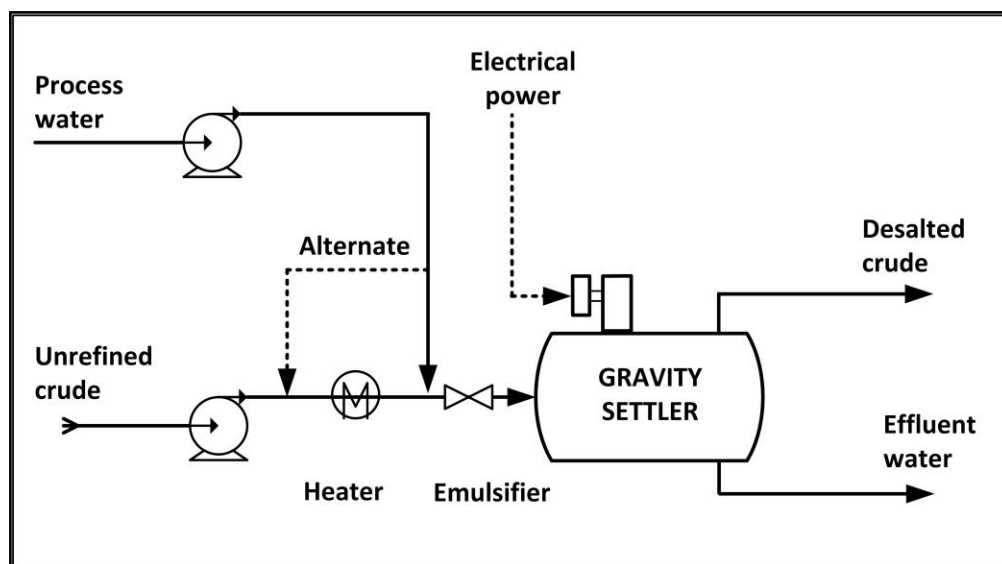 Electrical
power
Process
water
Alternate
Desalted
crude
Unrefined
crude
GRAVITY
SETTLER
Effluent
water
Heater
Emulsifier